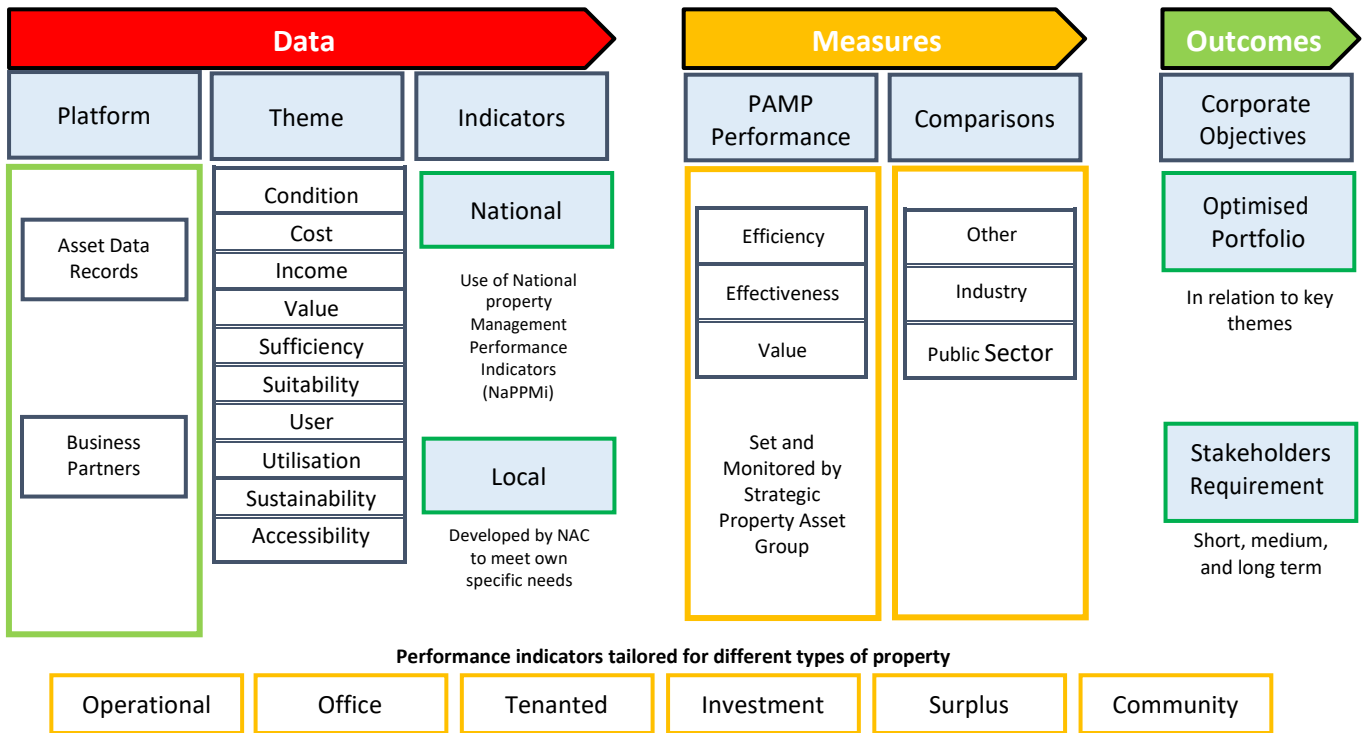 Data
Measures
Outcomes
Platform
Theme
Indicators
PAMP
Performance
Comparisons
Corporate
Objectives
Asset Data
Records
Business
Partners
Condition
Cost
Income
Value
Sufficiency
Suitability
User
Utilisation
Sustainability
Accessibility
National
Use of National
property
Management
Performance
Indicators
(NaPPMi)
Local
Developed by NAC
to meet own
specific needs
Efficiency
Effectiveness
Value
Set and
Monitored by
Strategic
Property Asset
Group
Other
Industry
Public Sector
Optimised
Portfolio
In relation to key
themes
Stakeholders
Requirement
Short, medium,
and long term
Performance indicators tailored for different types of property
Operational
Office
Tenanted
Investment
Surplus
Community